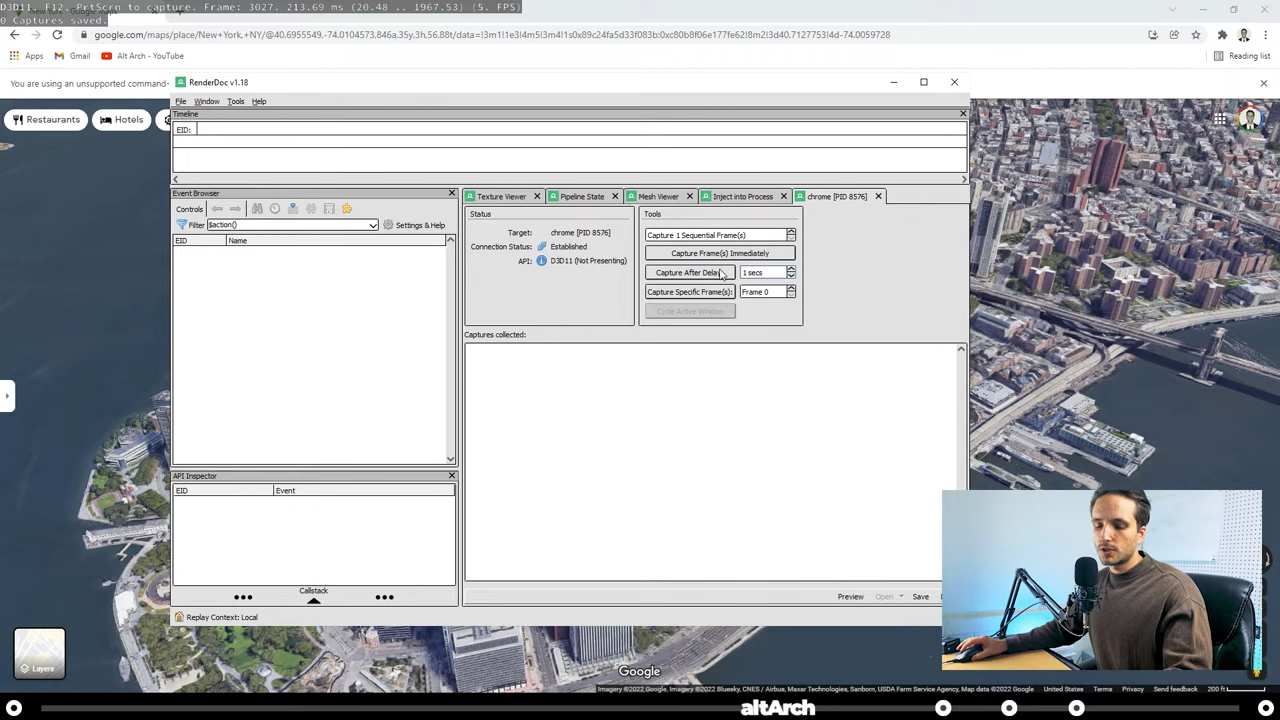 D3D11. F12, PrtScrn to capture. Frame: 3027. 213.69 ms (20.48 .. 1967.53) (5. FPS)
0 Captures saved.
google.com/maps/place/New+York,+NY/@40.6955549,-74.0104573,946a,35y,3h,56.88t/data=!3m1!1e3!4m5!3m4!1s0x89c24fa5d33f083b:0xc80b8f06e177fe62!8m2!3d40.7127753!4d-74.0059728
Apps
Gmail
Alt Arch - YouTube
Reading list
You are using an unsupported command-
RenderDoc v1.18
File Window Tools Help
Restaurants
Hotels
Timeline
EID:
Event Browser
Controls
Filter $action()
Settings & Help
EID Name
Texture Viewer
Pipeline State
Mesh Viewer
Inject into Process
chrome [PID 8576]
Status
Target: chrome [PID 8576]
Connection Status: Established
API: D3D11 (Not Presenting)
Tools
Capture 1 Sequential Frame(s)
Capture Frame(s) Immediately
Capture After Delay 1 secs
Capture Specific Frame(s): Frame 0
Cycle Active Window
Captures collected:
API Inspector
EID Event
Callstack
Preview Open Save
Replay Context: Local
Layers
Google
Imagery ©2022 Google, Imagery ©2022 Bluesky, CNES / Airbus, Maxar Technologies, Sanborn, USDA Farm Service Agency, Map data ©2022 Google United States Terms Privacy Send feedback 200 ft
altArch